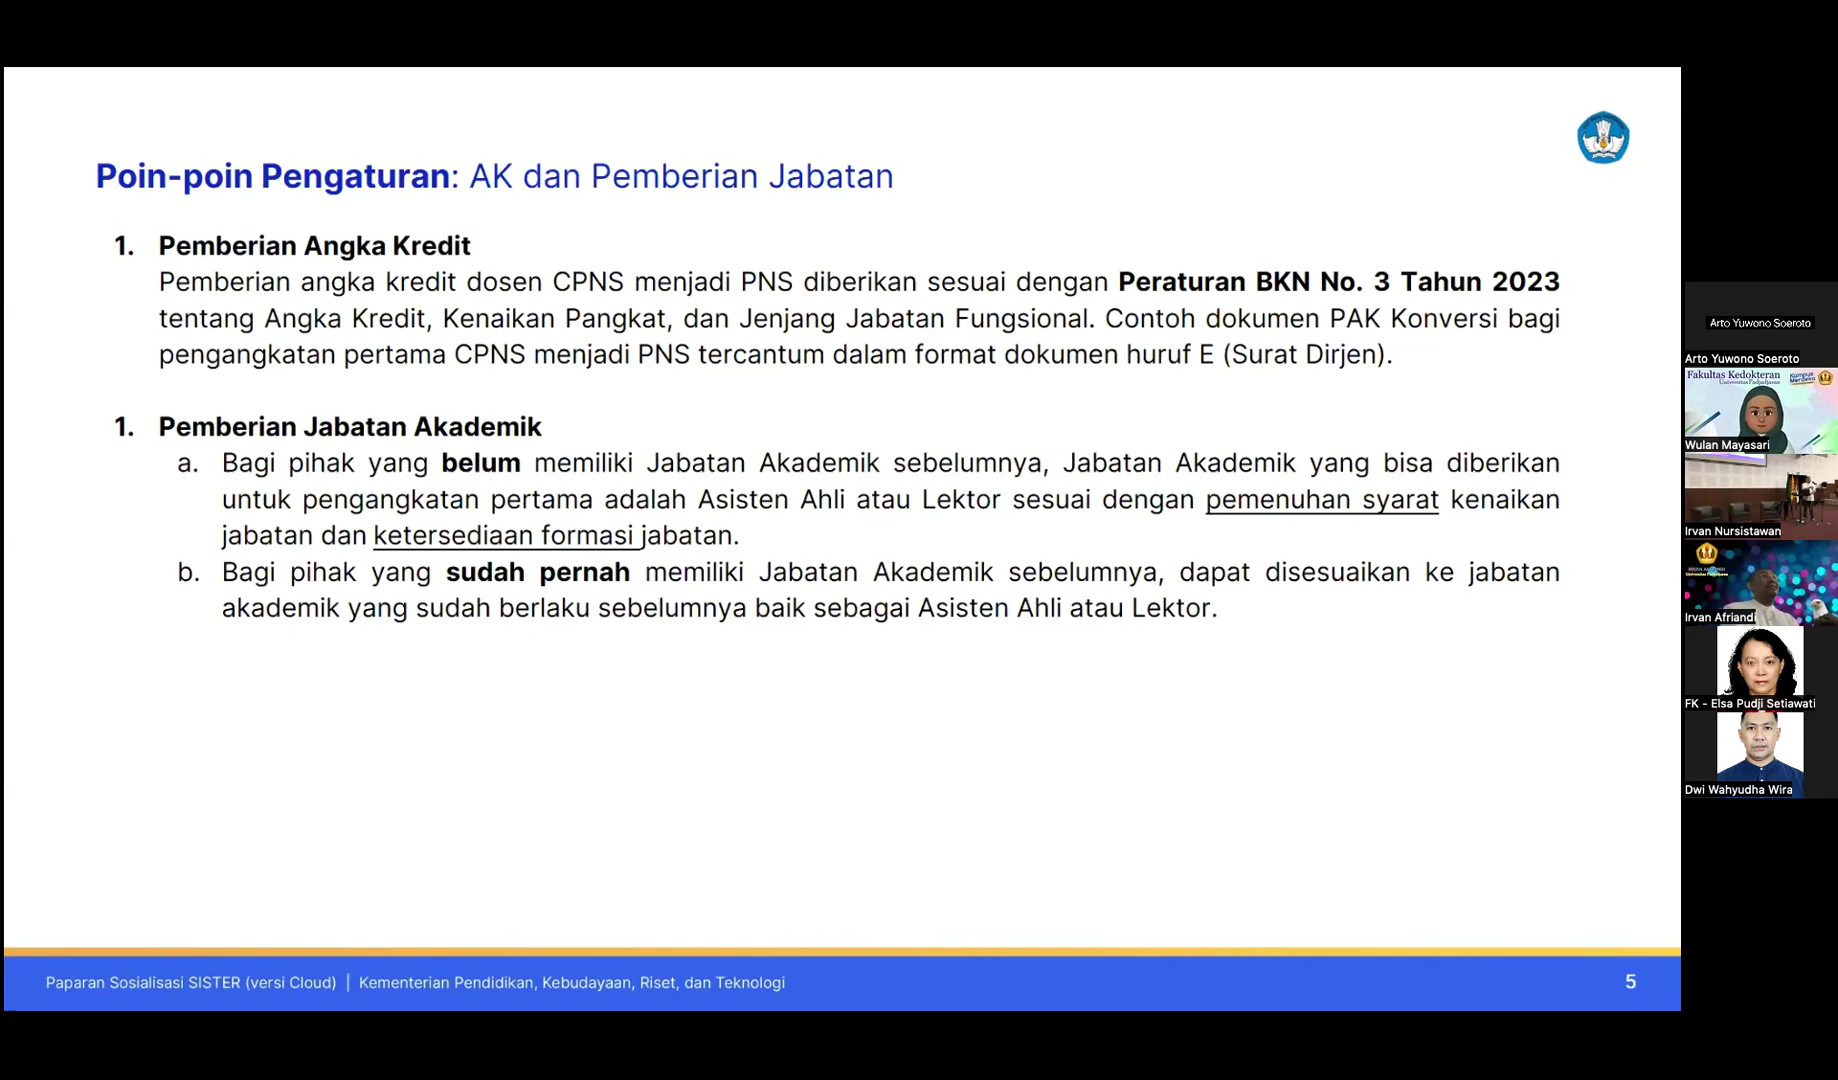 Poin-poin Pengaturan: AK dan Pemberian Jabatan
1. Pemberian Angka Kredit
Pemberian angka kredit dosen CPNS menjadi PNS diberikan sesuai dengan Peraturan BKN No. 3 Tahun 2023
tentang Angka Kredit, Kenaikan Pangkat, dan Jenjang Jabatan Fungsional. Contoh dokumen PAK Konversi bagi
pengangkatan pertama CPNS menjadi PNS tercantum dalam format dokumen huruf E (Surat Dirjen).
1. Pemberian Jabatan Akademik
a. Bagi pihak yang belum memiliki Jabatan Akademik sebelumnya, Jabatan Akademik yang bisa diberikan
untuk pengangkatan pertama adalah Asisten Ahli atau Lektor sesuai dengan pemenuhan syarat kenaikan
jabatan dan ketersediaan formasi jabatan.
b. Bagi pihak yang sudah pernah memiliki Jabatan Akademik sebelumnya, dapat disesuaikan ke jabatan
akademik yang sudah berlaku sebelumnya baik sebagai Asisten Ahli atau Lektor.
Paparan Sosialisasi SISTER (versi Cloud) | Kementerian Pendidikan, Kebudayaan, Riset, dan Teknologi
5
Arto Yuwono Soeroto
Arto Yuwono Soeroto
Fakultas Kedokteran
Universitas Padjadjaran
Kampus
Merdeka
Wulan Mayasari
Irvan Nursistawan
Universitas Padjadjaran
Irvan Afriandi
FK - Elsa Pudji Setiawati
Dwi Wahyudha Wira